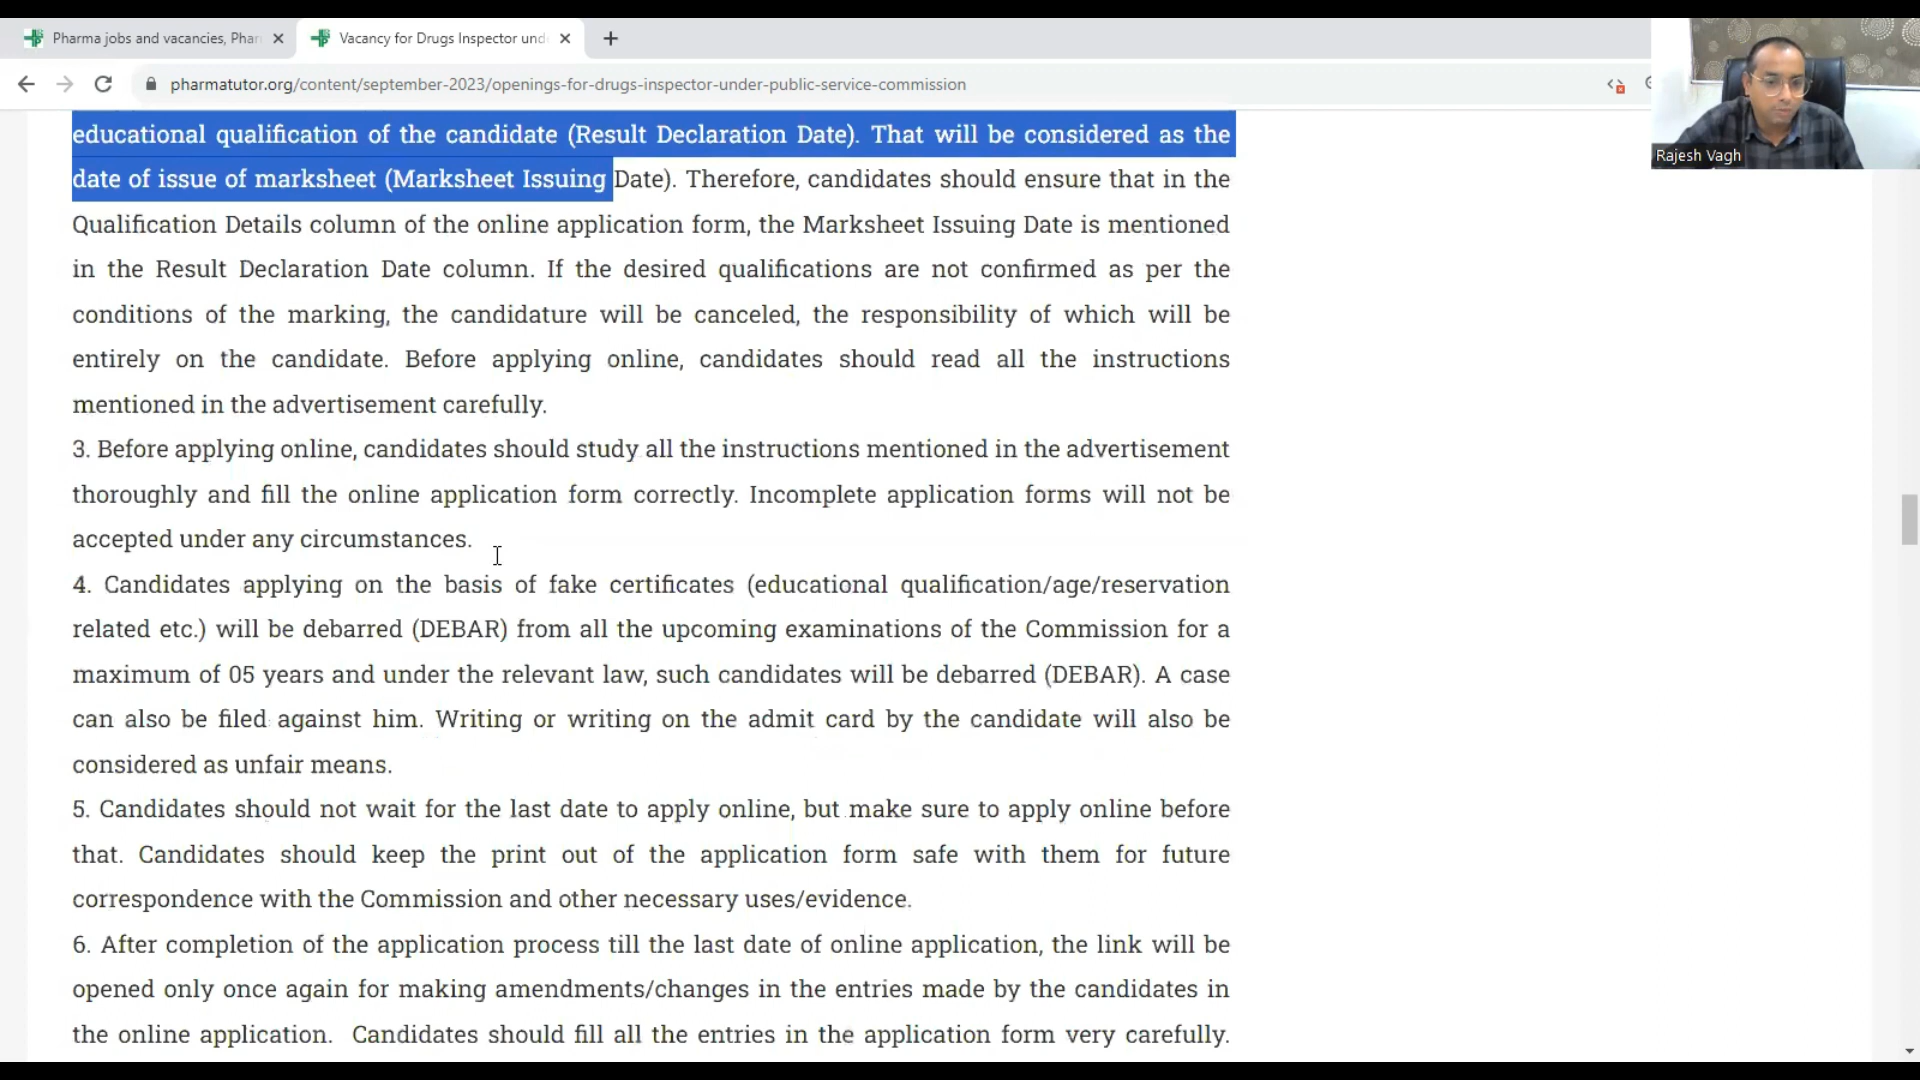 Pharma jobs and vacancies, Phar
Vacancy for Drugs Inspector und
pharmatutor.org/content/september-2023/openings-for-drugs-inspector-under-public-service-commission
Rajesh Vagh
educational qualification of the candidate (Result Declaration Date). That will be considered as the
date of issue of marksheet (Marksheet Issuing Date). Therefore, candidates should ensure that in the
Qualification Details column of the online application form, the Marksheet Issuing Date is mentioned
in the Result Declaration Date column. If the desired qualifications are not confirmed as per the
conditions of the marking, the candidature will be canceled, the responsibility of which will be
entirely on the candidate. Before applying online, candidates should read all the instructions
mentioned in the advertisement carefully.
3. Before applying online, candidates should study all the instructions mentioned in the advertisement
thoroughly and fill the online application form correctly. Incomplete application forms will not be
accepted under any circumstances.
4. Candidates applying on the basis of fake certificates (educational qualification/age/reservation
related etc.) will be debarred (DEBAR) from all the upcoming examinations of the Commission for a
maximum of 05 years and under the relevant law, such candidates will be debarred (DEBAR). A case
can also be filed against him. Writing or writing on the admit card by the candidate will also be
considered as unfair means.
5. Candidates should not wait for the last date to apply online, but make sure to apply online before
that. Candidates should keep the print out of the application form safe with them for future
correspondence with the Commission and other necessary uses/evidence.
6. After completion of the application process till the last date of online application, the link will be
opened only once again for making amendments/changes in the entries made by the candidates in
the online application. Candidates should fill all the entries in the application form very carefully.